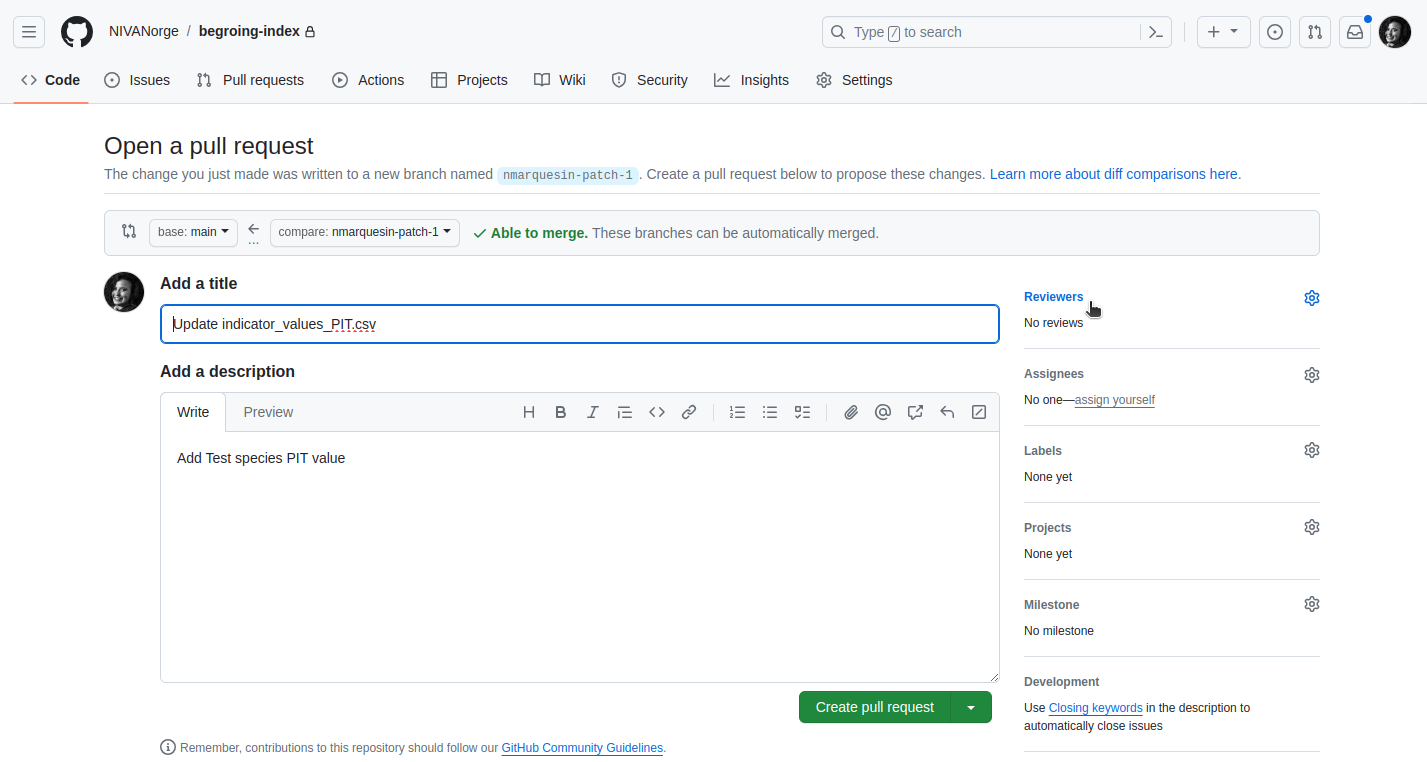 NIVANorge / begroing-index
Type / to search
Code Issues Pull requests Actions Projects Wiki Security Insights Settings
Open a pull request
The change you just made was written to a new branch named nmarquesin-patch-1. Create a pull request below to propose these changes. Learn more about diff comparisons here.
base: main compare: nmarquesin-patch-1 Able to merge. These branches can be automatically merged.
Add a title
Update indicator_values_PIT.csv
Add a description
Write Preview
Add Test species PIT value
Create pull request
Remember, contributions to this repository should follow our GitHub Community Guidelines.
Reviewers
No reviews
Assignees
No one—assign yourself
Labels
None yet
Projects
None yet
Milestone
No milestone
Development
Use Closing keywords in the description to
automatically close issues